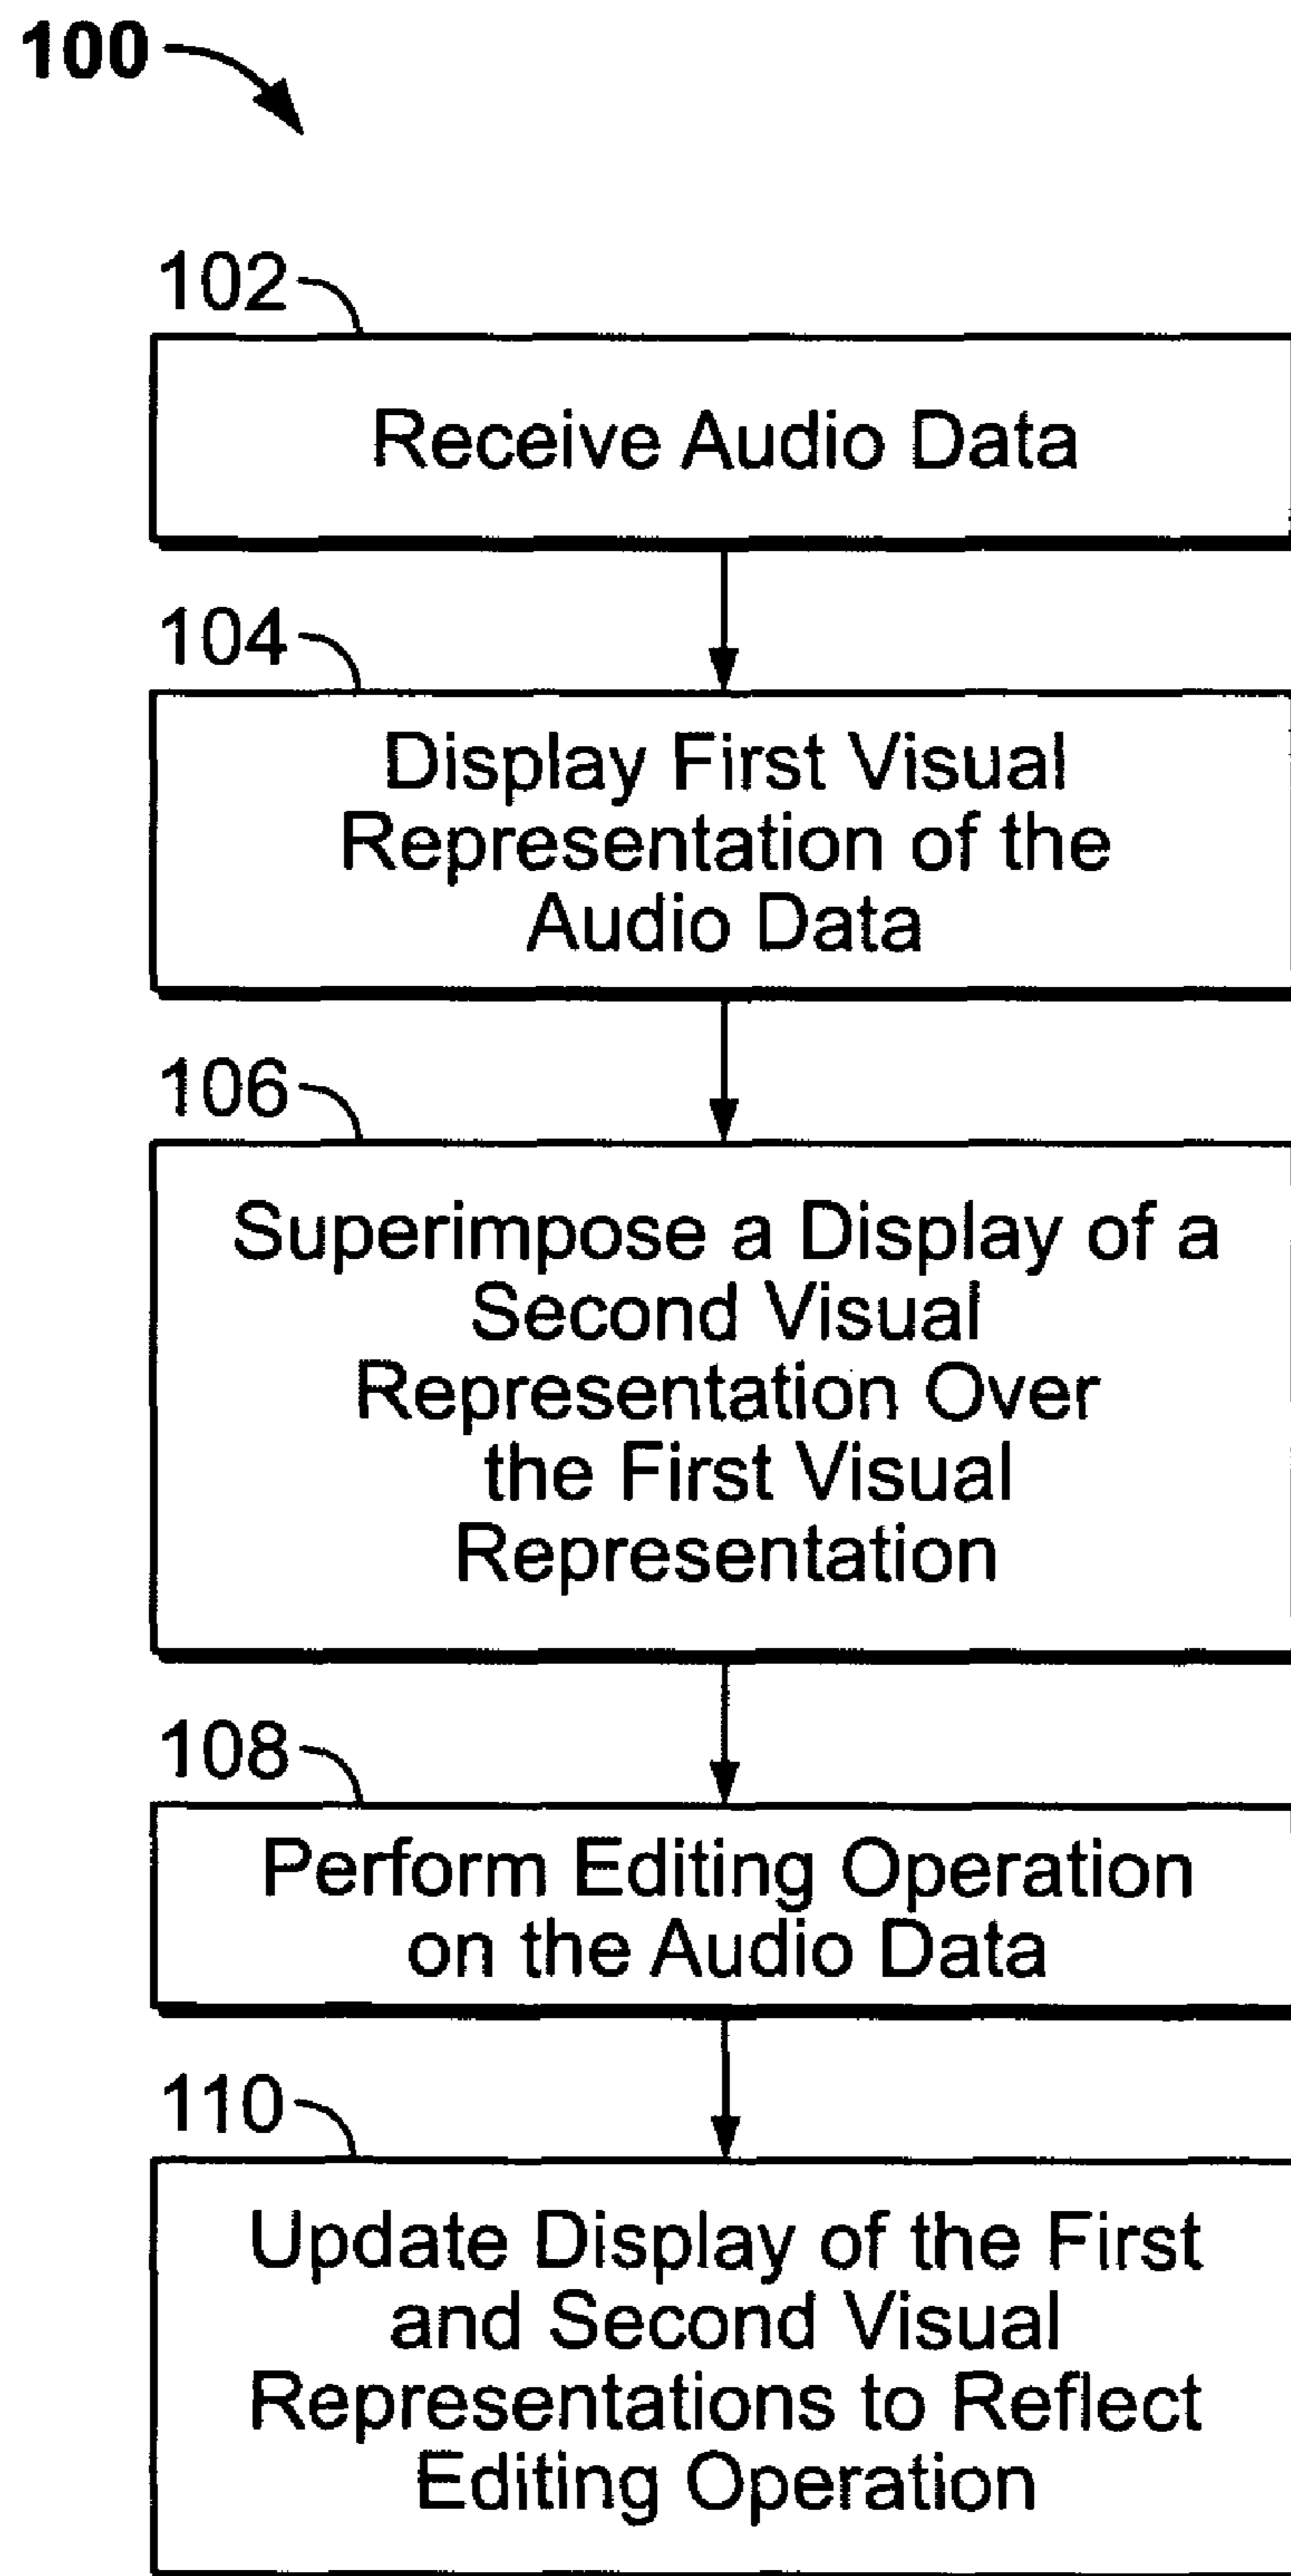 100
102
Receive Audio Data
104
Display First Visual
Representation of the
Audio Data
106
Superimpose a Display of a
Second Visual
Representation Over
the First Visual
Representation
108
Perform Editing Operation
on the Audio Data
110
Update Display of the First
and Second Visual
Representations to Reflect
Editing Operation